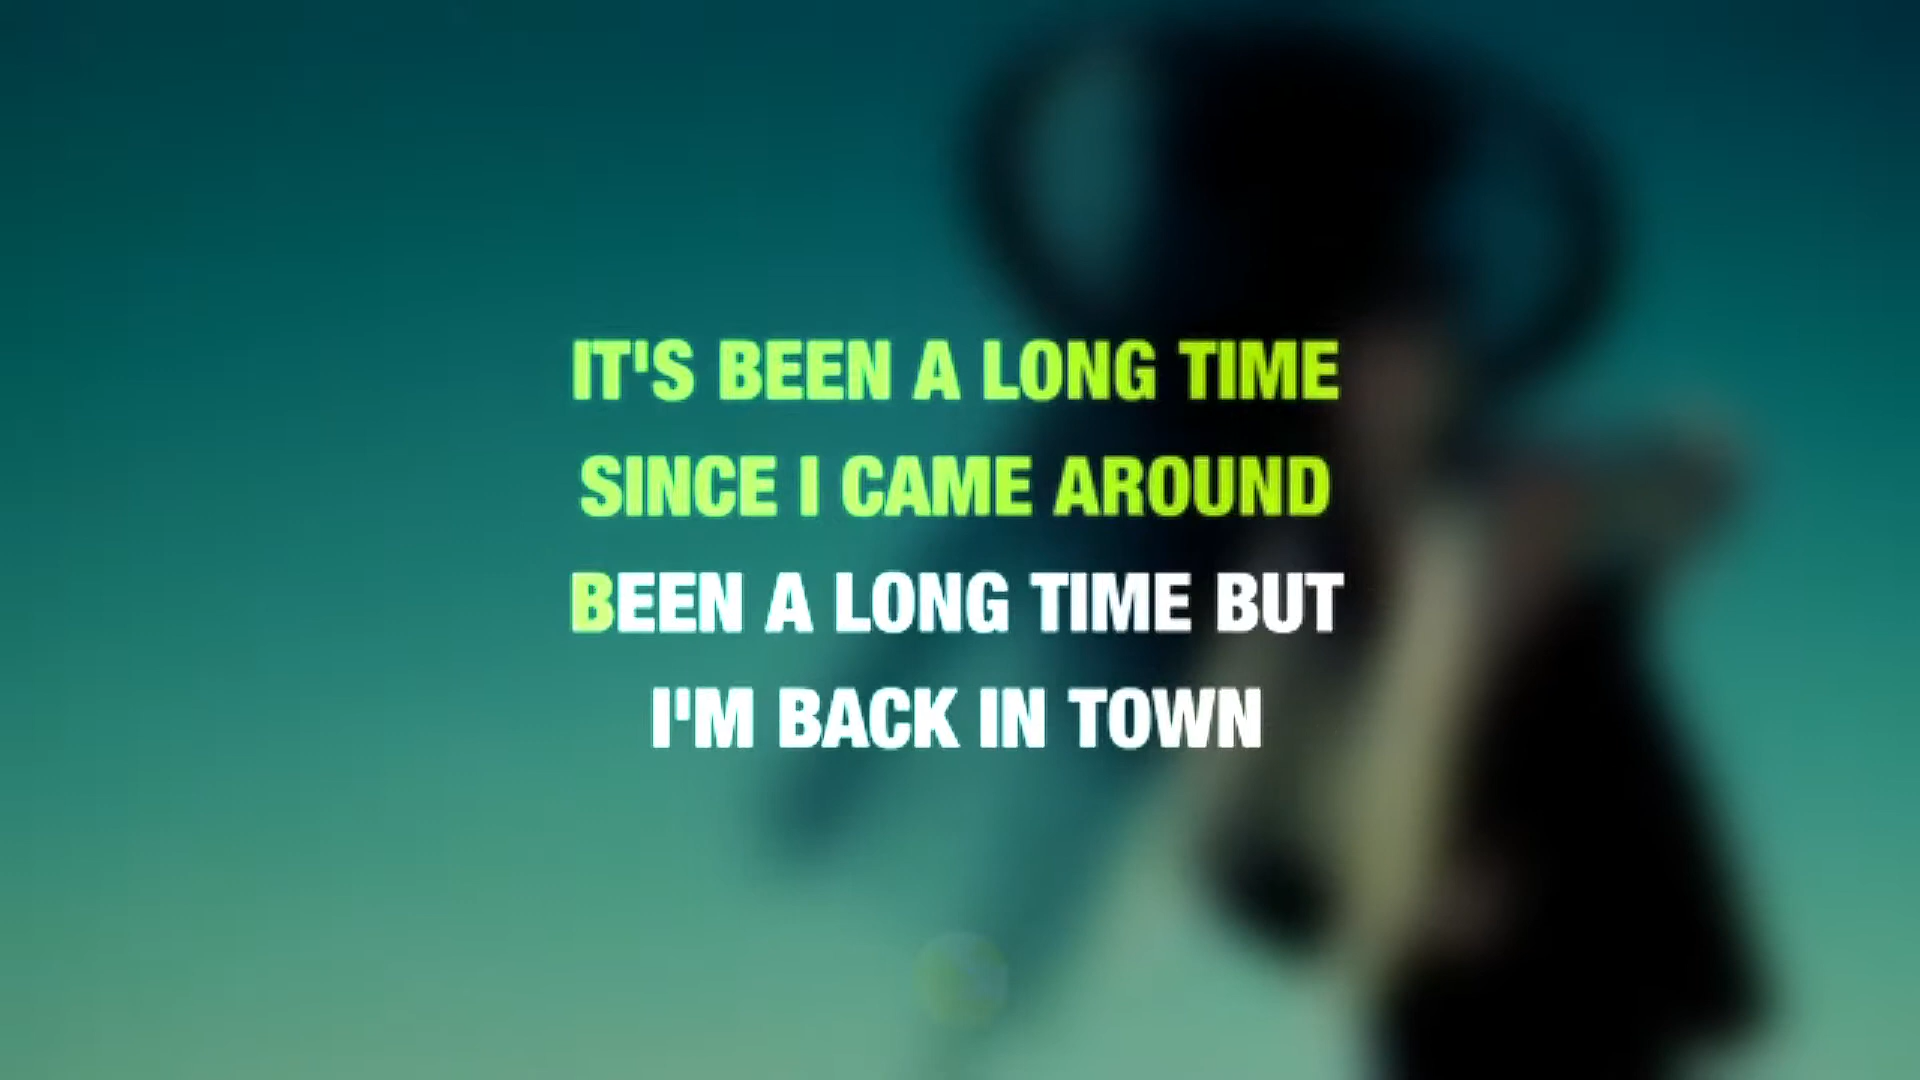 IT'S BEEN A LONG TIME
SINCE I CAME AROUND
BEEN A LONG TIME BUT
I'M BACK IN TOWN